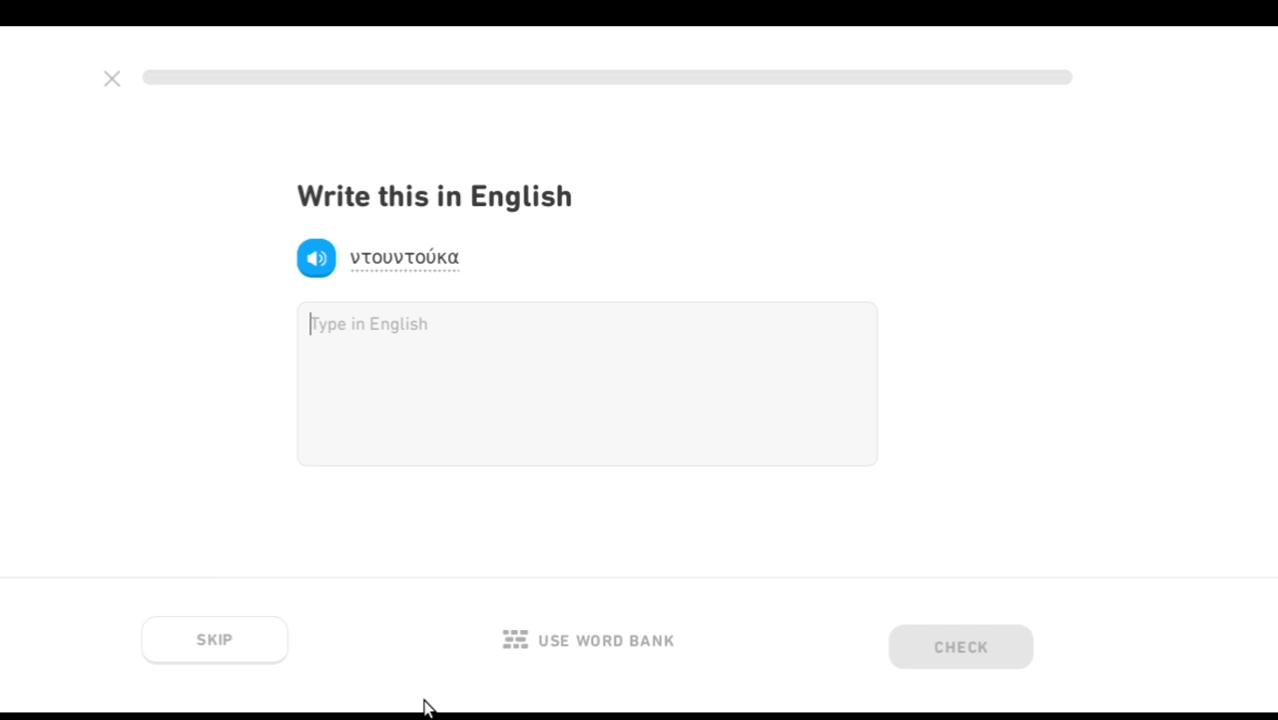 Write this in English
ντουντούκα
Type in English
SKIP
USE WORD BANK
CHECK